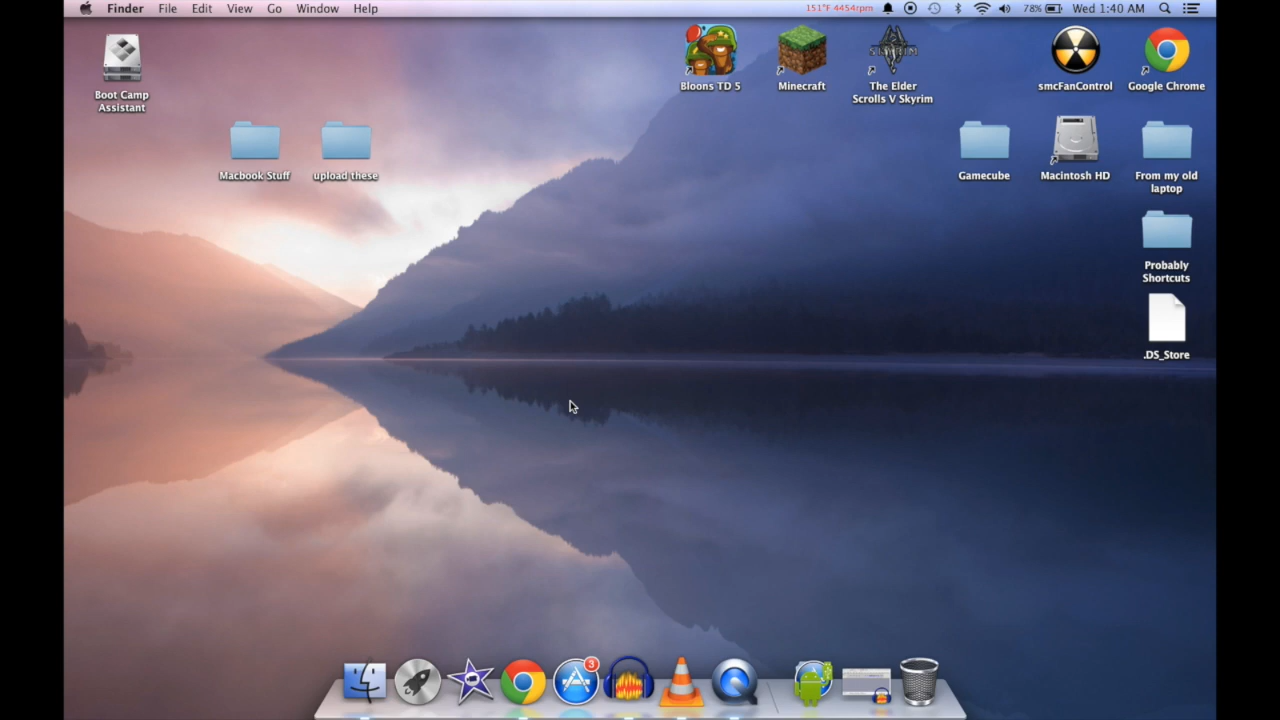 Finder File Edit View Go Window Help 151°F 4454rpm 78% Wed 1:40 AM
Boot Camp
Assistant
Bloons TD 5
Minecraft
SKYRIM
The Elder
Scrolls V Skyrim
smcFanControl
Google Chrome
Macbook Stuff
upload these
Gamecube
Macintosh HD
From my old
laptop
Probably
Shortcuts
.DS_Store
3